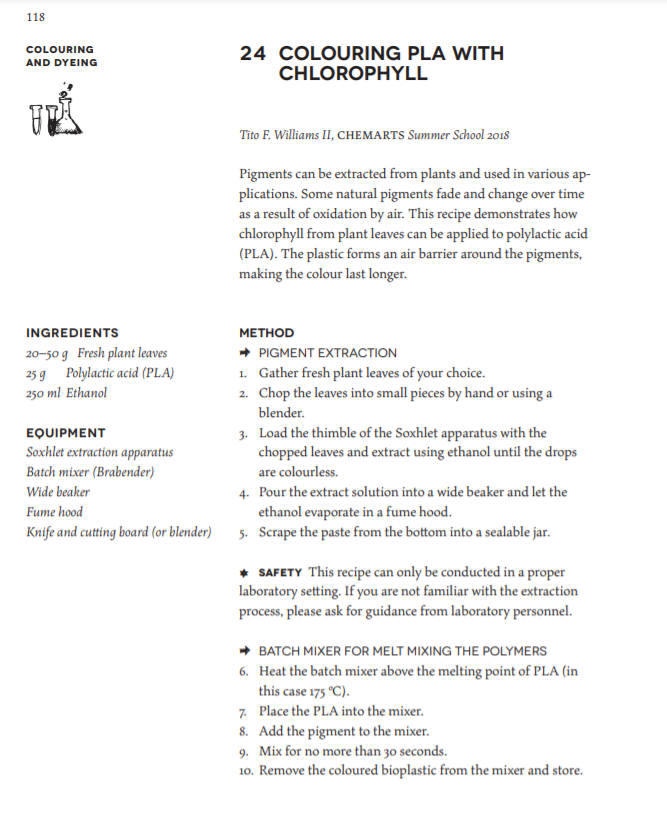 118
COLOURING
AND DYEING
24 COLOURING PLA WITH
CHLOROPHYLL
Tito F. Williams II, CHEMARTS Summer School 2018
Pigments can be extracted from plants and used in various ap-
plications. Some natural pigments fade and change over time
as a result of oxidation by air. This recipe demonstrates how
chlorophyll from plant leaves can be applied to polylactic acid
(PLA). The plastic forms an air barrier around the pigments,
making the colour last longer.
INGREDIENTS
20–50 g Fresh plant leaves
25 g Polylactic acid (PLA)
250 ml Ethanol
EQUIPMENT
Soxhlet extraction apparatus
Batch mixer (Brabender)
Wide beaker
Fume hood
Knife and cutting board (or blender)
METHOD
➜ PIGMENT EXTRACTION
1. Gather fresh plant leaves of your choice.
2. Chop the leaves into small pieces by hand or using a
blender.
3. Load the thimble of the Soxhlet apparatus with the
chopped leaves and extract using ethanol until the drops
are colourless.
4. Pour the extract solution into a wide beaker and let the
ethanol evaporate in a fume hood.
5. Scrape the paste from the bottom into a sealable jar.
✱ SAFETY This recipe can only be conducted in a proper
laboratory setting. If you are not familiar with the extraction
process, please ask for guidance from laboratory personnel.
➜ BATCH MIXER FOR MELT MIXING THE POLYMERS
6. Heat the batch mixer above the melting point of PLA (in
this case 175 °C).
7. Place the PLA into the mixer.
8. Add the pigment to the mixer.
9. Mix for no more than 30 seconds.
10. Remove the coloured bioplastic from the mixer and store.